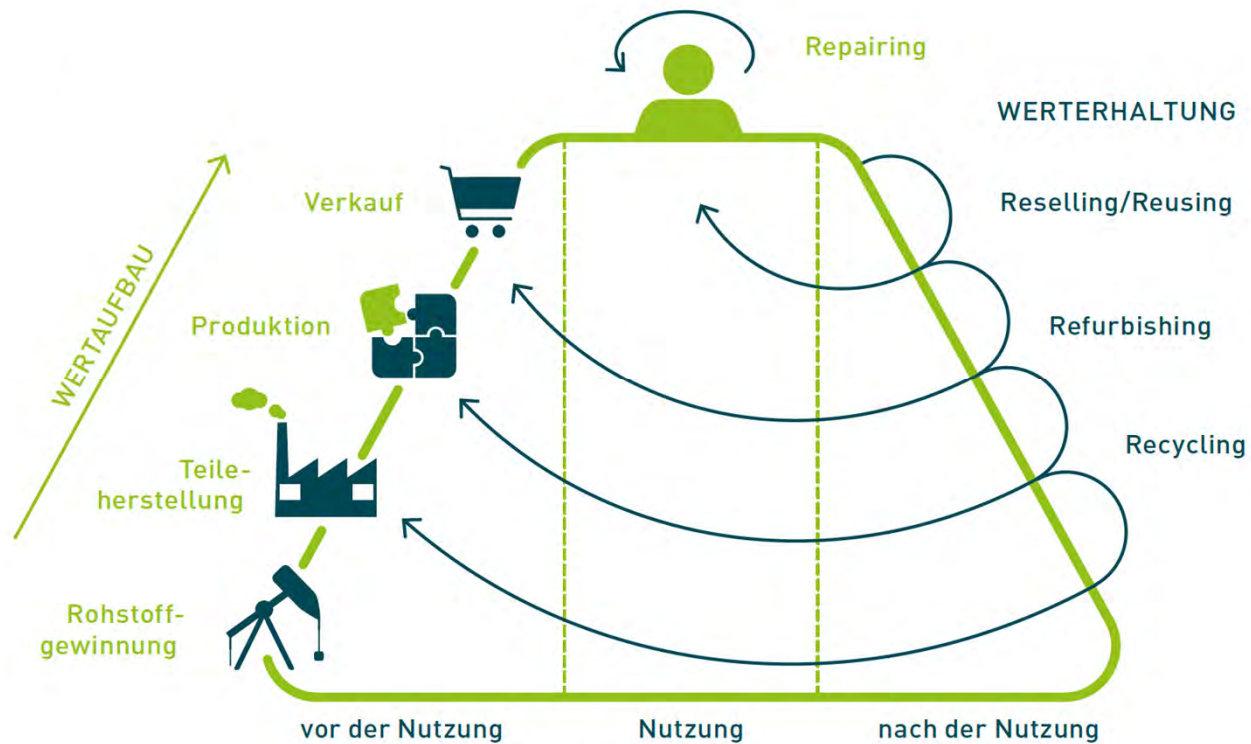 Repairing
WERTERHALTUNG
Verkauf
Reselling/Reusing
WERTAUFBAU
Produktion
Refurbishing
Teile-
herstellung
Recycling
Rohstoff-
gewinnung
vor der Nutzung
Nutzung
nach der Nutzung